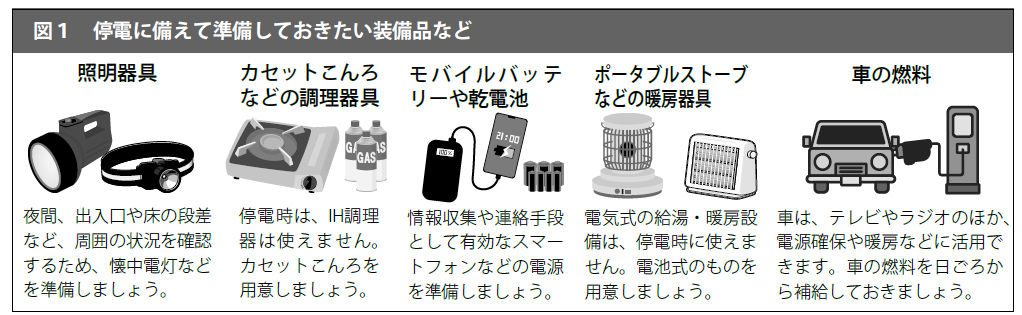 図1 停電に備えて準備しておきたい装備品など
照明器具
夜間、出入口や床の段差
など、周囲の状況を確認
するため、懐中電灯など
を準備しましょう。
カセットこんろ
などの調理器具
GAS
GAS
GAS
停電時は、IH調理
器は使えません。
カセットこんろを
用意しましょう。
モバイルバッテ
リーや乾電池
100%
21:00
情報収集や連絡手段
として有効なスマー
トフォンなどの電源
を準備しましょう。
ポータブルストーブ
などの暖房器具
電気式の給湯・暖房設
備は、停電時に使えま
せん。電池式のものを
用意しましょう。
車の燃料
車は、テレビやラジオのほか、
電源確保や暖房などに活用で
きます。車の燃料を日ごろか
ら補給しておきましょう。